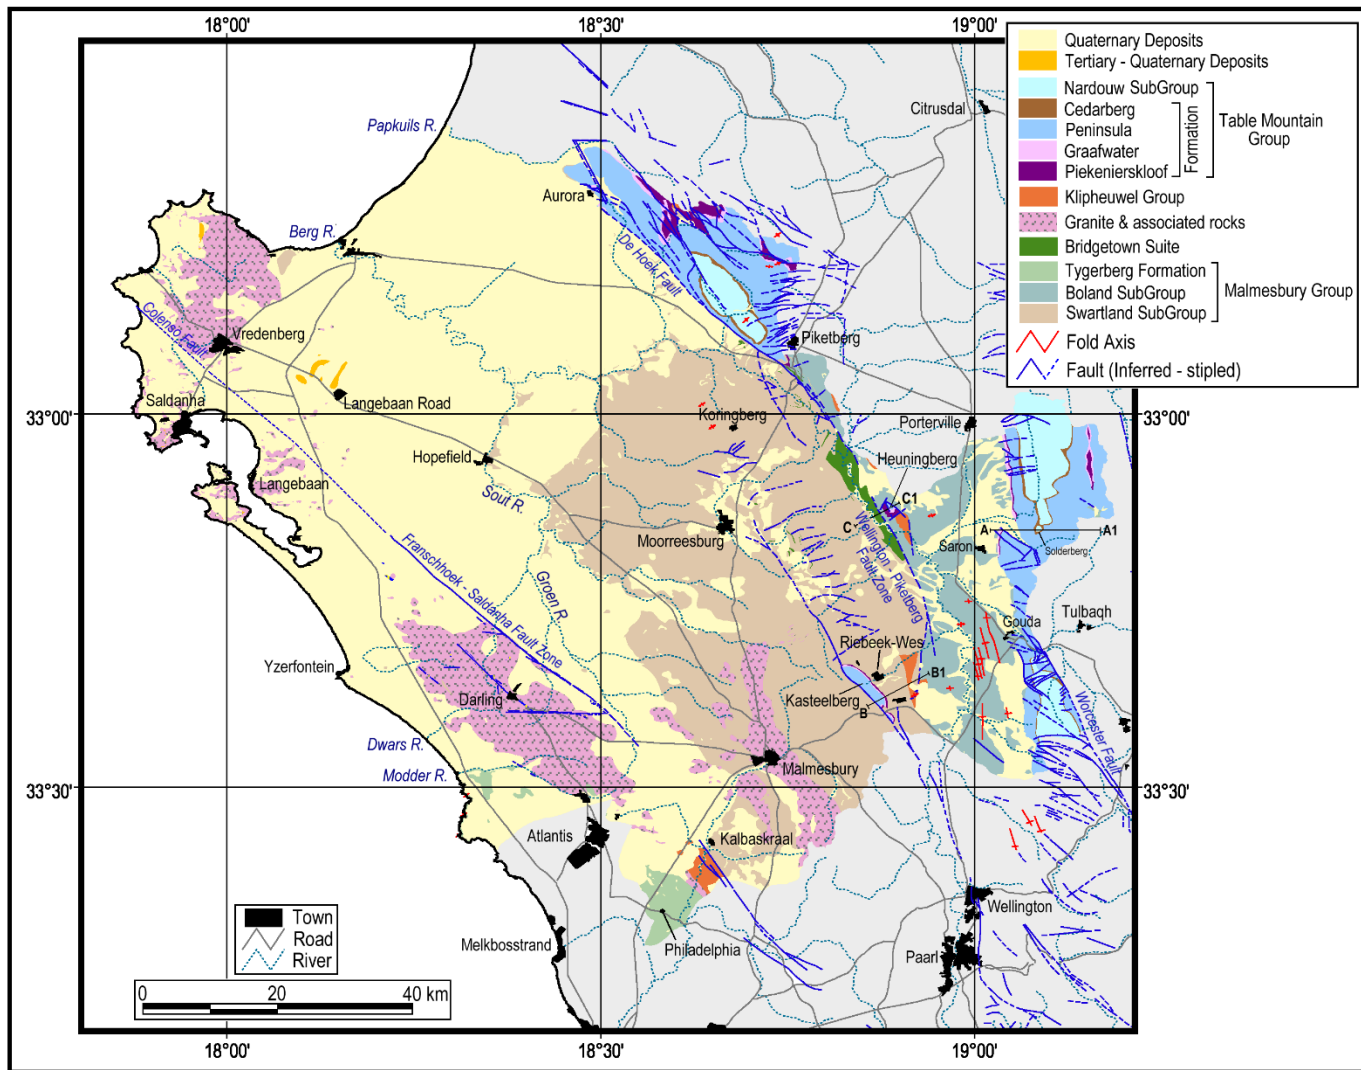 18°00'
18°30'
19°00'
Quaternary Deposits
Tertiary - Quaternary Deposits
Nardouw SubGroup
Cedarberg
Peninsula
Graafwater
Piekenierskloof
Formation
Table Mountain
Group
Klipheuwel Group
Granite & associated rocks
Bridgetown Suite
Tygerberg Formation
Boland SubGroup
Swartland SubGroup
Malmesbury Group
Fold Axis
Fault (Inferred - stipled)
Citrusdal
Papkuils R.
Aurora
Berg R.
De Hoek Fault
Colenso Fault
Vredenberg
Piketberg
Saldanha
Langebaan Road
33°00'
33°00'
Koringberg
Porterville
Hopefield
Heuningberg
Langebaan
Sout R.
C1
C
Moorreesburg
Wellington - Piketberg
Fault Zone
A
A1
Saron
Solderberg
Franschhoek - Saldanha Fault Zone
Groen R.
Tulbaqh
Gouda
Riebeek-Wes
Yzerfontein
B1
Kasteelberg
B
Darling
Worcester Fault
Dwars R.
Modder R.
Malmesbury
33°50'
33°50'
Atlantis
Kalbaskraal
Town
Road
River
Wellington
Melkbosstrand
Philadelphia
Paarl
0
20
40 km
18°00'
18°30'
19°00'